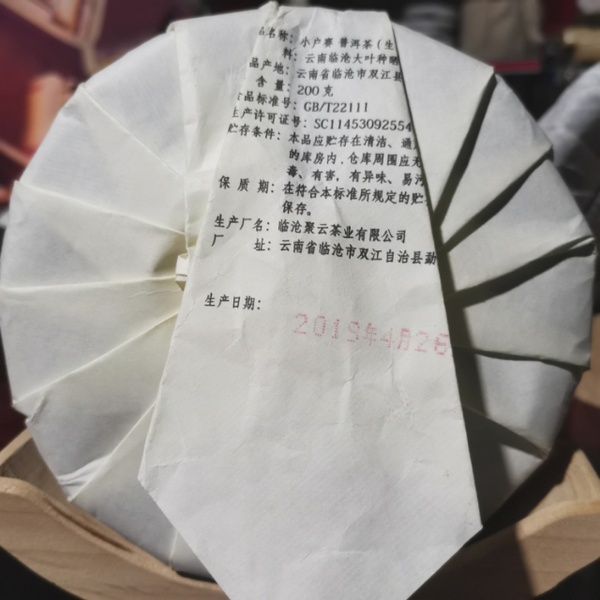 品名称：小户赛 普洱茶（生
料：云南临沧大叶种晒
品产地：云南省临沧市双江县
含 量：200克
品标准号：GB/T22111
生产许可证号：SC11453092554
贮存条件：本品应贮存在清洁、通
的库房内，仓库周围应无
毒、有害，有异味、易污
保 质 期：在符合本标准所规定的贮
保存。
生产厂名：临沧聚云茶业有限公司
厂 址：云南省临沧市双江自治县勐
生产日期：
2019年4月26